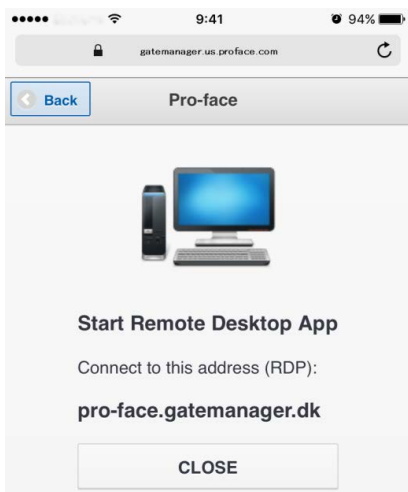 9:41
94%
gatemanager.us.proface.com
Back
Pro-face
Start Remote Desktop App
Connect to this address (RDP):
pro-face.gatemanager.dk
CLOSE